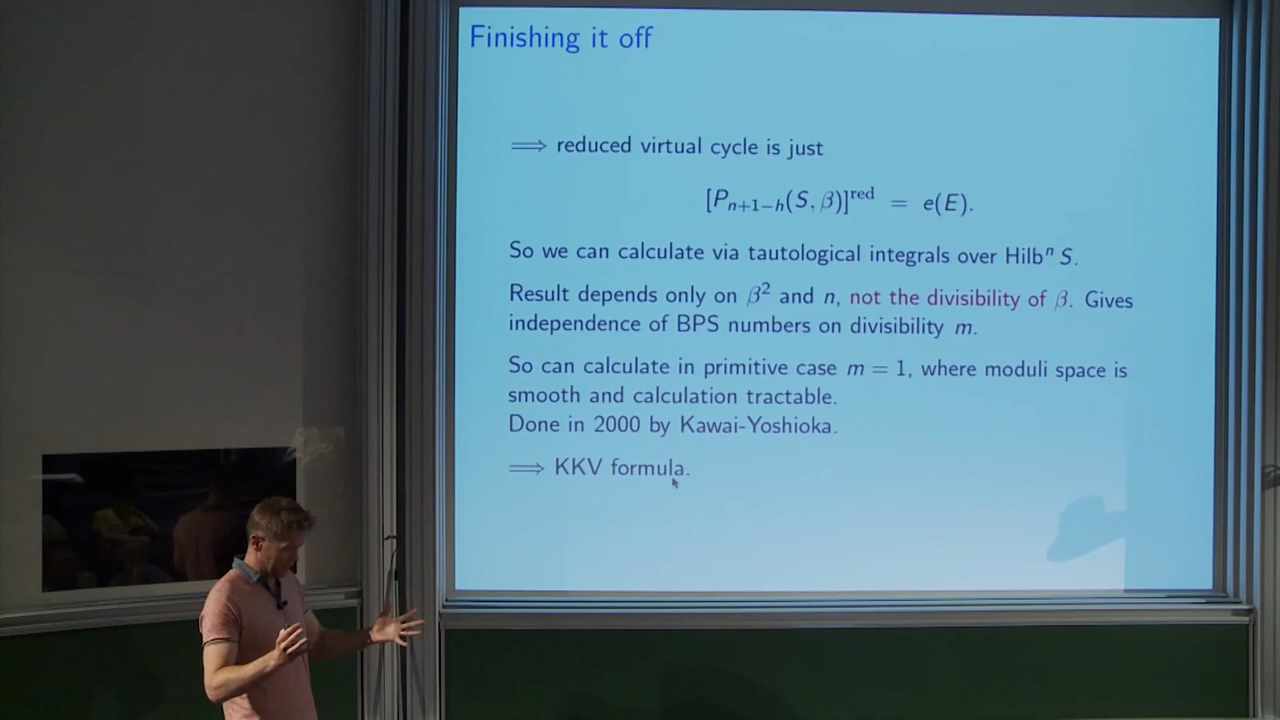 Finishing it off
⟹ reduced virtual cycle is just
[P_{n+1−h}(S, β)]^{red} = e(E).
So we can calculate via tautological integrals over Hilb^n S.
Result depends only on β² and n, not the divisibility of β. Gives
independence of BPS numbers on divisibility m.
So can calculate in primitive case m = 1, where moduli space is
smooth and calculation tractable.
Done in 2000 by Kawai-Yoshioka.
⟹ KKV formula.